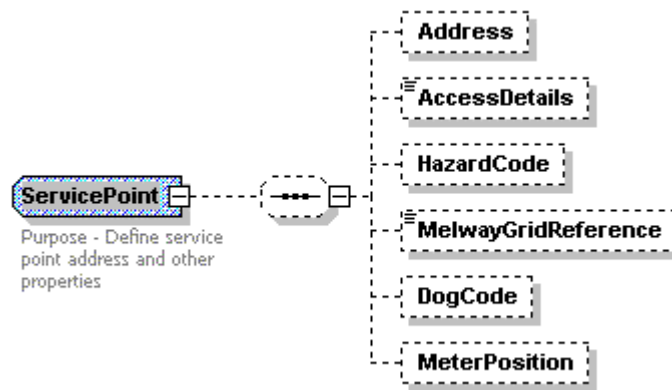 Address
AccessDetails
HazardCode
ServicePoint
Purpose - Define service
point address and other
properties
MelwayGridReference
DogCode
MeterPosition